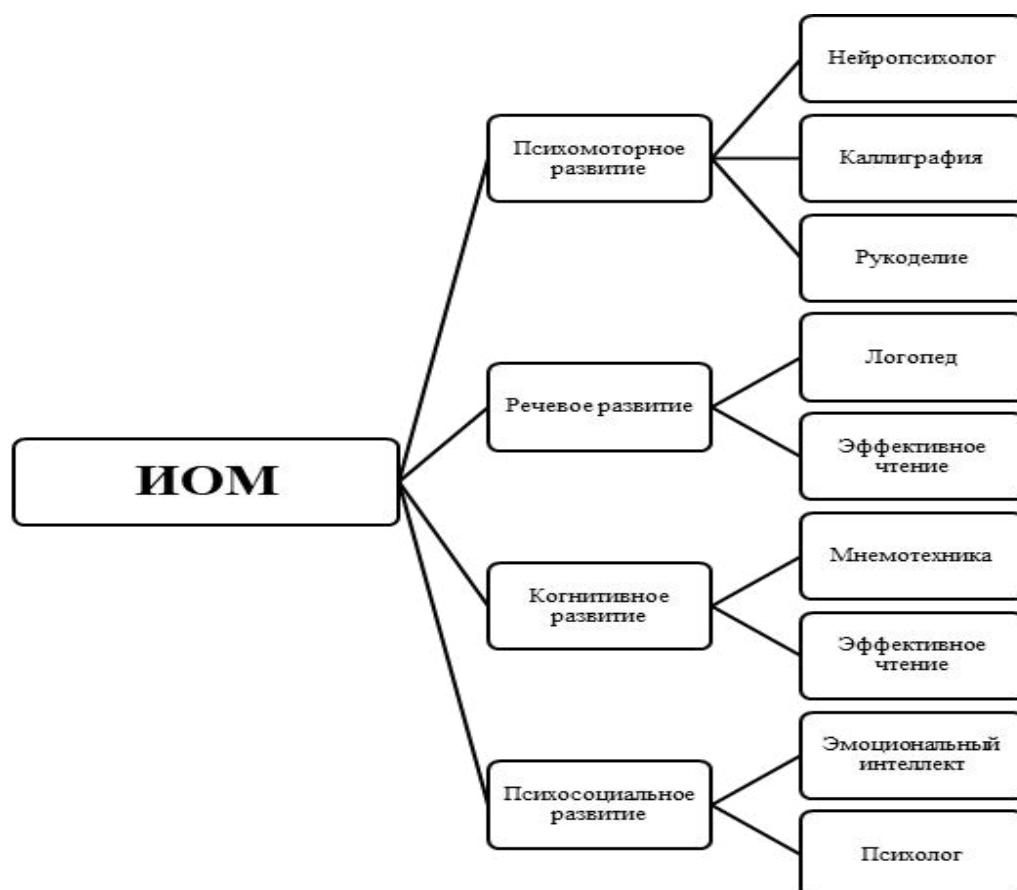 Нейропсихолог
Психомоторное
развитие
Каллиграфия
Рукоделие
Логопед
Речевое развитие
Эффективное
чтение
ИОМ
Мнемотехника
Когнитивное
развитие
Эффективное
чтение
Эмоциональный
интеллект
Психосоциальное
развитие
Психолог